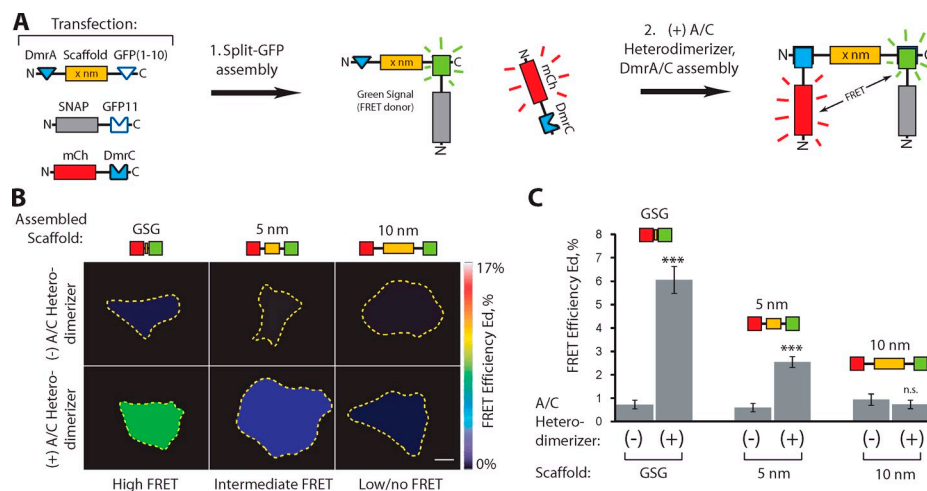 A
Transfection:
DmrA Scaffold GFP(1-10)
N x nm C
SNAP GFP11
N C
mCh DmrC
N C
1. Split-GFP
assembly
N x nm C
Green Signal
(FRET donor)
N
N
mCh
DmrC
C
2. (+) A/C
Heterodimerizer,
DmrA/C assembly
N x nm C
FRET
N
N
B
Assembled
Scaffold:
GSG
5 nm
10 nm
(-) A/C Hetero-
dimerizer
(+) A/C Hetero-
dimerizer
17%
FRET Efficiency Ed, %
0%
High FRET
Intermediate FRET
Low/no FRET
C
FRET Efficiency Ed, %
8
7
6
5
4
3
2
1
0
GSG
***
5 nm
***
10 nm
n.s.
A/C
Hetero-
dimerizer:
(-) (+) (-) (+) (-) (+)
Scaffold: GSG 5 nm 10 nm